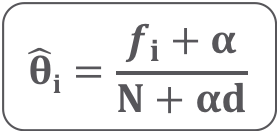 θ̂ᵢ = (fᵢ + α) / (N + αd)